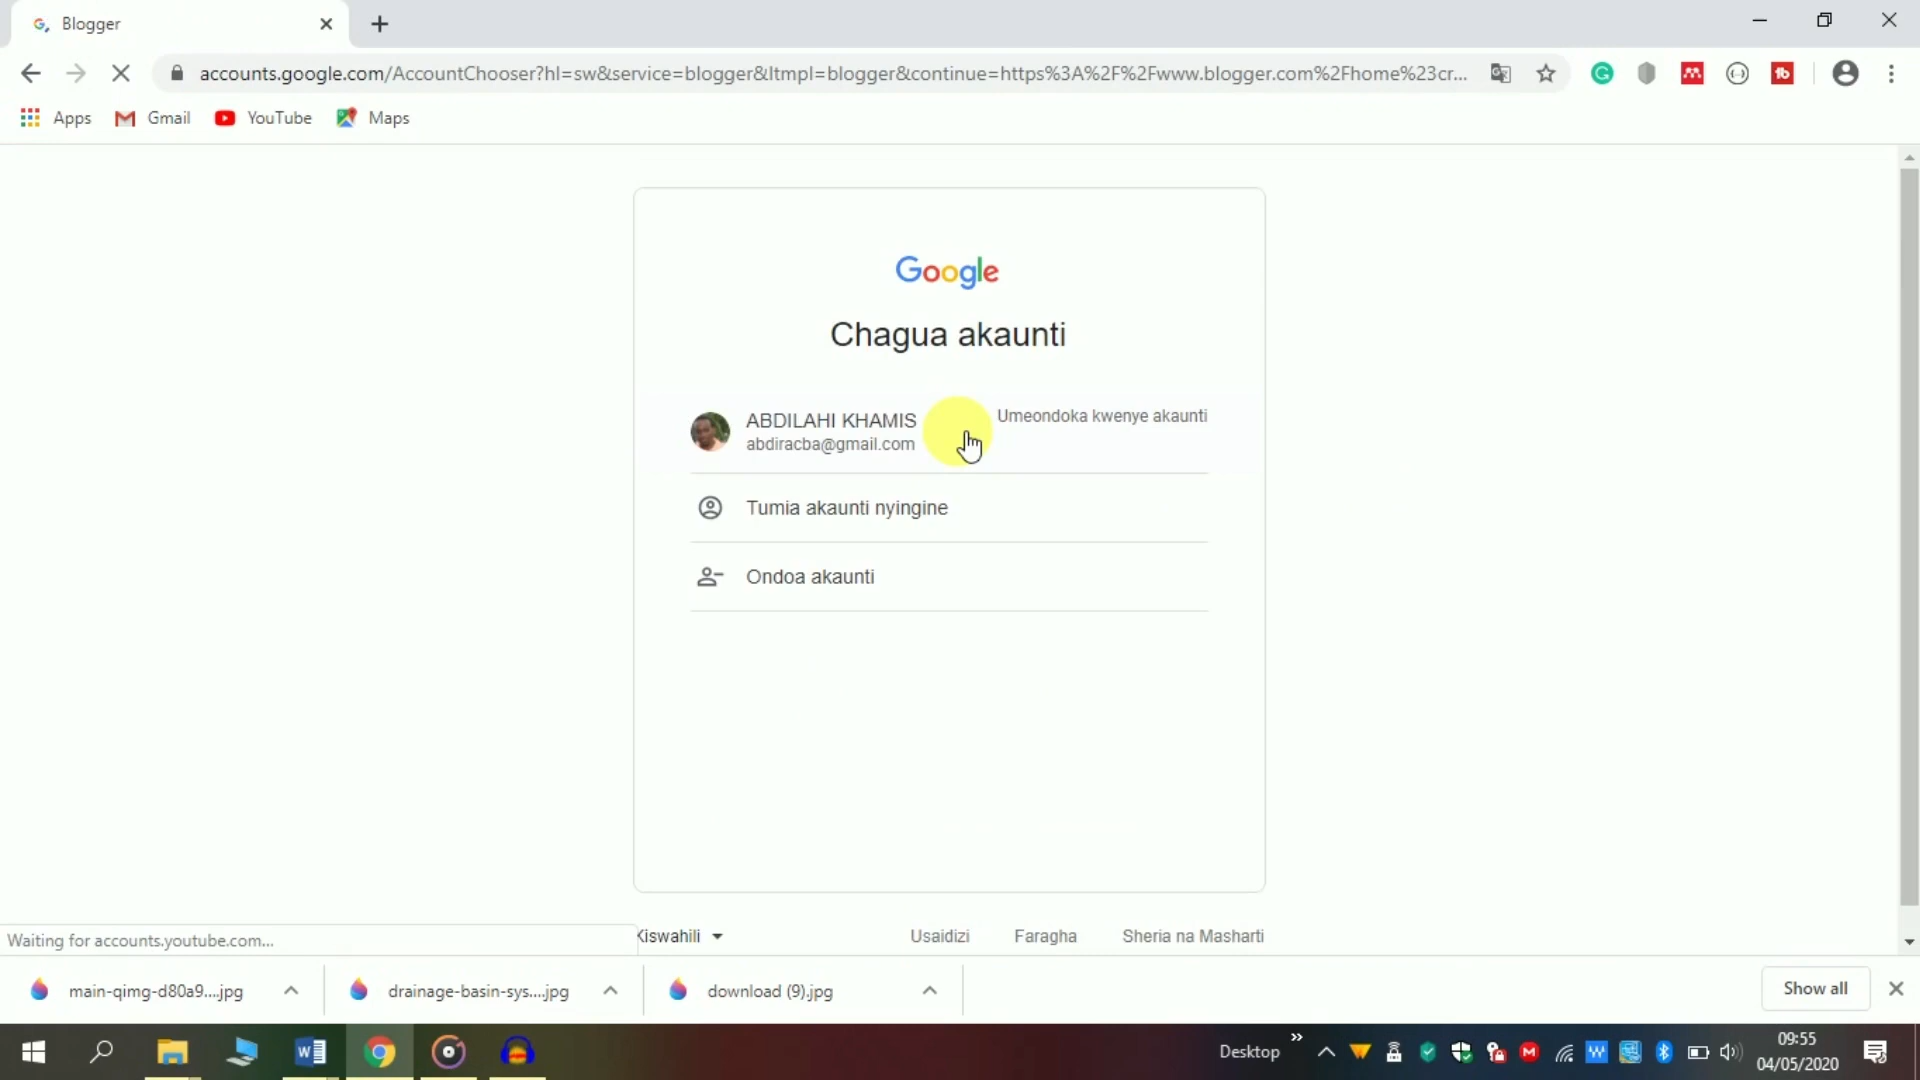 Blogger
accounts.google.com/AccountChooser?hl=sw&service=blogger&ltmpl=blogger&continue=https%3A%2F%2Fwww.blogger.com%2Fhome%23cr...
Apps
Gmail
YouTube
Maps
Google
Chagua akaunti
ABDILAHI KHAMIS
Umeondoka kwenye akaunti
abdiracba@gmail.com
Tumia akaunti nyingine
Ondoa akaunti
Waiting for accounts.youtube.com...
Kiswahili
Usaidizi
Faragha
Sheria na Masharti
main-qimg-d80a9....jpg
drainage-basin-sys....jpg
download (9).jpg
Show all
Desktop
09:55
04/05/2020